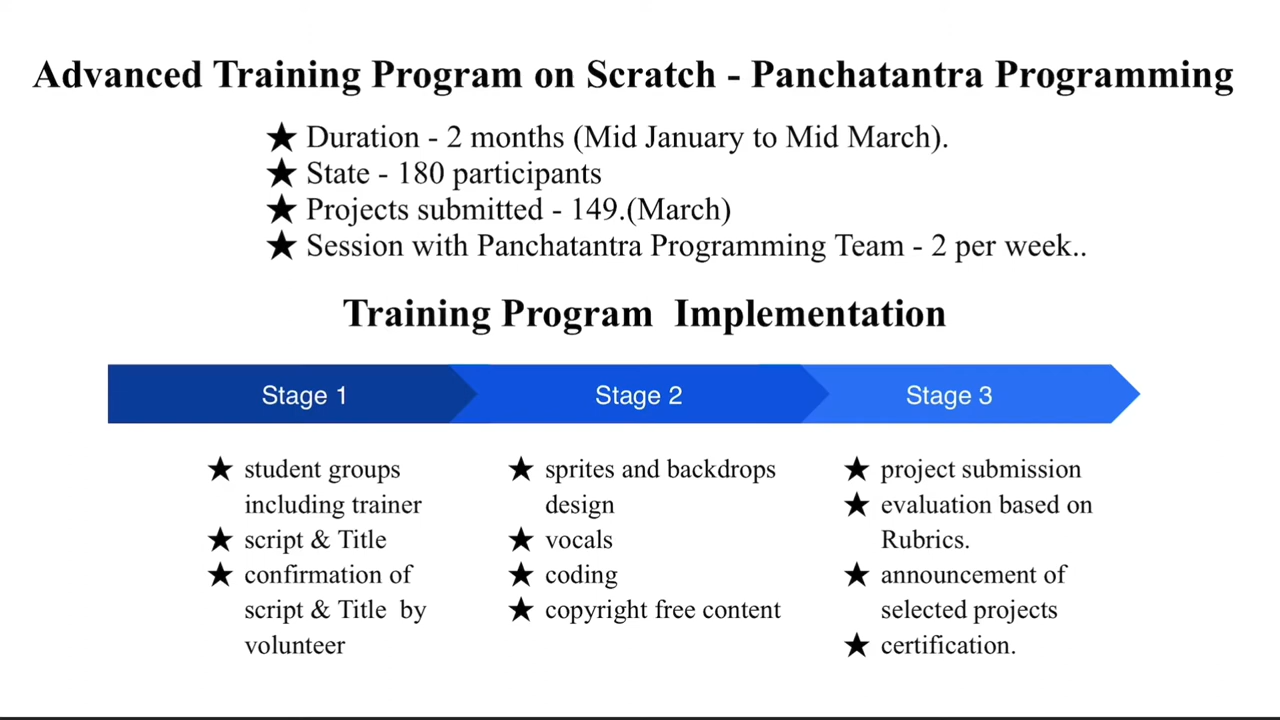 Advanced Training Program on Scratch - Panchatantra Programming
★ Duration - 2 months (Mid January to Mid March).
★ State - 180 participants
★ Projects submitted - 149.(March)
★ Session with Panchatantra Programming Team - 2 per week..
Training Program  Implementation
Stage 1
Stage 2
Stage 3
★ student groups
including trainer
★ script & Title
★ confirmation of
script & Title  by
volunteer
★ sprites and backdrops
design
★ vocals
★ coding
★ copyright free content
★ project submission
★ evaluation based on
Rubrics.
★ announcement of
selected projects
★ certification.